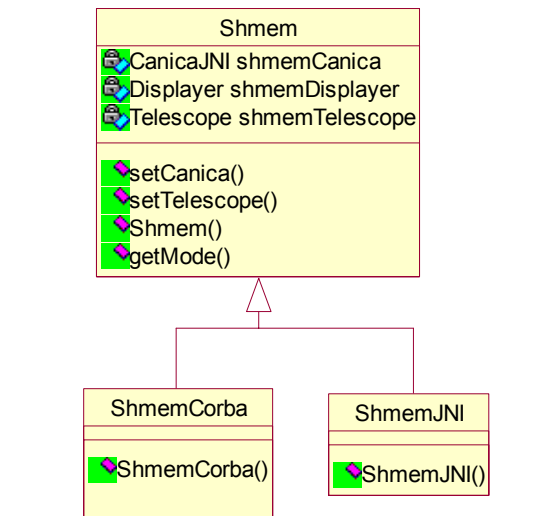 Shmem
CanicaJNI shmemCanica
Displayer shmemDisplayer
Telescope shmemTelescope
setCanica()
setTelescope()
Shmem()
getMode()
ShmemCorba
ShmemCorba()
ShmemJNI
ShmemJNI()